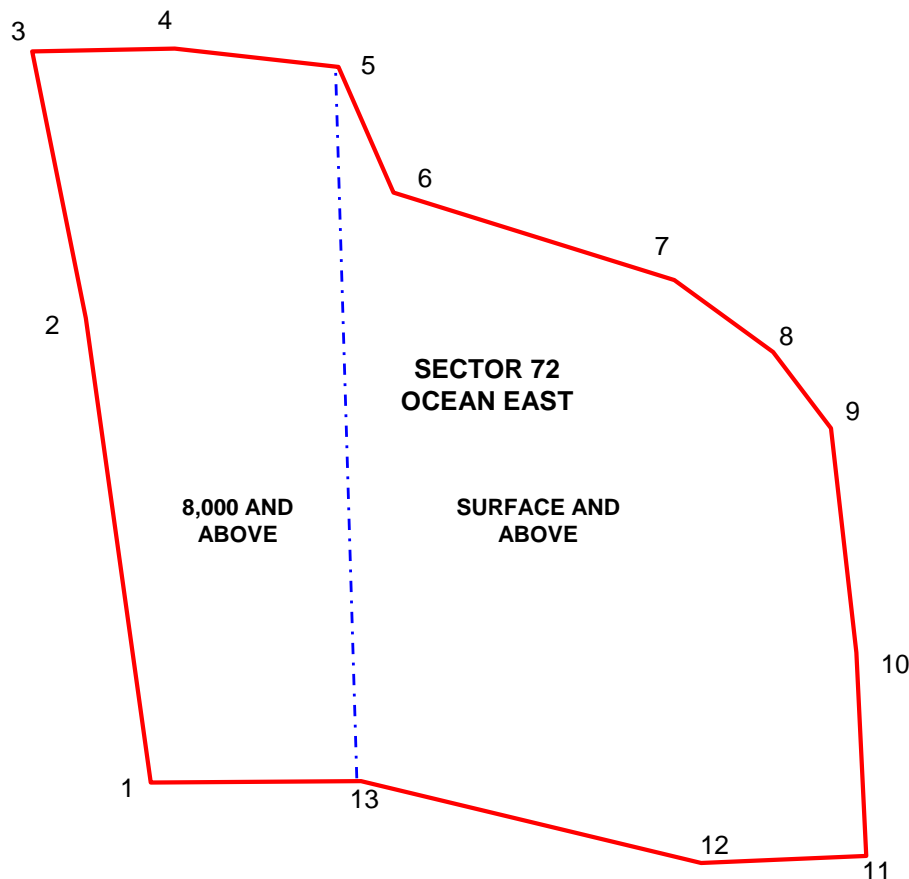 3
4
5
6
7
2
8
SECTOR 72
OCEAN EAST
9
8,000 AND
ABOVE
SURFACE AND
ABOVE
10
1
13
12
11